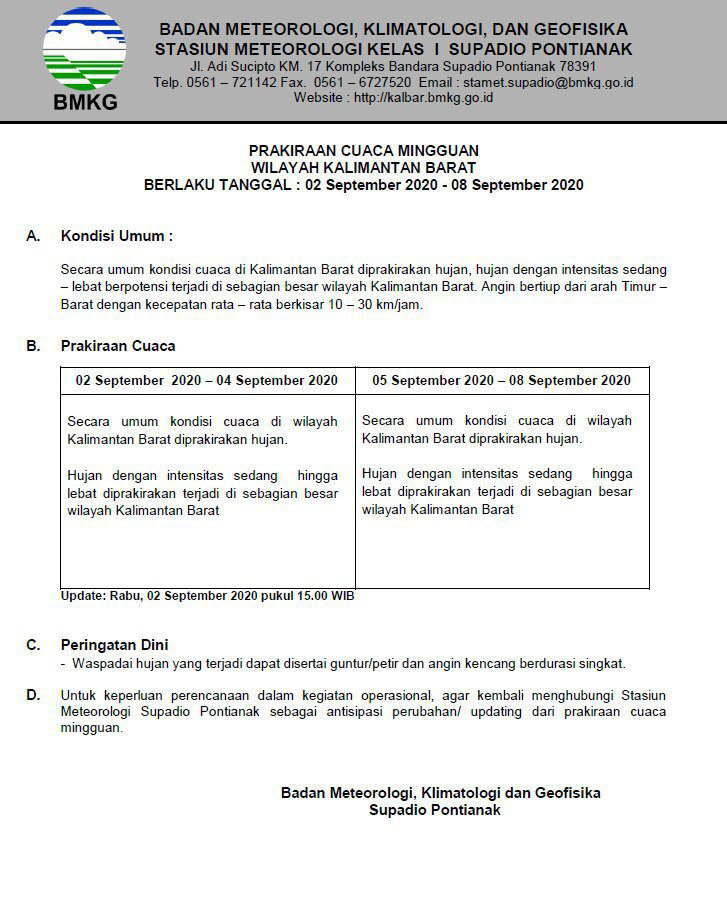 BADAN METEOROLOGI, KLIMATOLOGI, DAN GEOFISIKA
STASIUN METEOROLOGI KELAS I SUPADIO PONTIANAK
Jl. Adi Sucipto KM. 17 Kompleks Bandara Supadio Pontianak 78391
Telp. 0561 – 721142 Fax. 0561 – 6727520 Email : stamet.supadio@bmkg.go.id
Website : http://kalbar.bmkg.go.id
BMKG
PRAKIRAAN CUACA MINGGUAN
WILAYAH KALIMANTAN BARAT
BERLAKU TANGGAL : 02 September 2020 - 08 September 2020
A. Kondisi Umum :
Secara umum kondisi cuaca di Kalimantan Barat diprakirakan hujan, hujan dengan intensitas sedang
– lebat berpotensi terjadi di sebagian besar wilayah Kalimantan Barat. Angin bertiup dari arah Timur –
Barat dengan kecepatan rata – rata berkisar 10 – 30 km/jam.
B. Prakiraan Cuaca
02 September 2020 – 04 September 2020
Secara umum kondisi cuaca di wilayah
Kalimantan Barat diprakirakan hujan.
Hujan dengan intensitas sedang hingga
lebat diprakirakan terjadi di sebagian besar
wilayah Kalimantan Barat
05 September 2020 – 08 September 2020
Secara umum kondisi cuaca di wilayah
Kalimantan Barat diprakirakan hujan.
Hujan dengan intensitas sedang hingga
lebat diprakirakan terjadi di sebagian besar
wilayah Kalimantan Barat
Update: Rabu, 02 September 2020 pukul 15.00 WIB
C. Peringatan Dini
- Waspadai hujan yang terjadi dapat disertai guntur/petir dan angin kencang berdurasi singkat.
D. Untuk keperluan perencanaan dalam kegiatan operasional, agar kembali menghubungi Stasiun
Meteorologi Supadio Pontianak sebagai antisipasi perubahan/ updating dari prakiraan cuaca
mingguan.
Badan Meteorologi, Klimatologi dan Geofisika
Supadio Pontianak